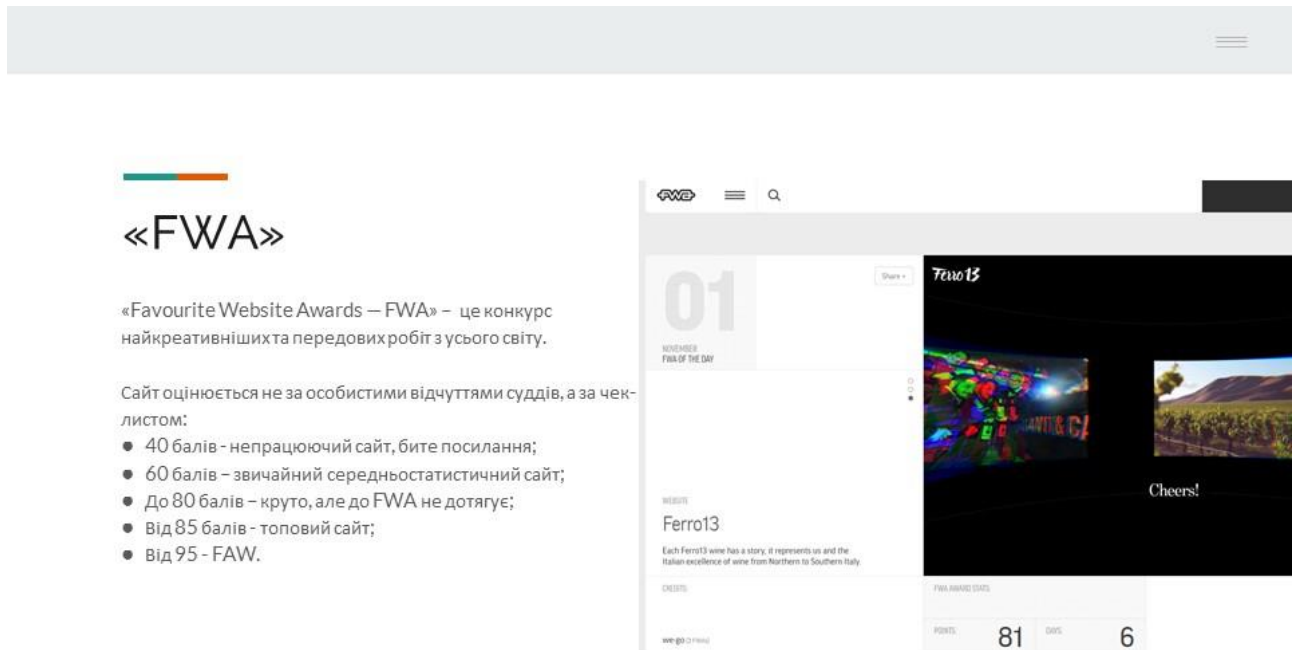 «FWA»
«Favourite Website Awards — FWA» – це конкурс
найкреативніших та передових робіт з усього світу.
Сайт оцінюється не за особистими відчуттями суддів, а за чек-
листом:
● 40 балів - непрацюючий сайт, бите посилання;
● 60 балів – звичайний середньостатистичний сайт;
● До 80 балів – круто, але до FWA не дотягує;
● Від 85 балів - топовий сайт;
● Від 95 - FAW.
FWA
01
Share +
NOVEMBER
FWA OF THE DAY
WEBSITE
Ferro13
Each Ferro13 wine has a story, it represents us and the
Italian excellence of wine from Northern to Southern Italy.
CREDITS
we-go
Ferro13
Cheers!
FWA AWARD STATS
POINTS 81 DAYS 6